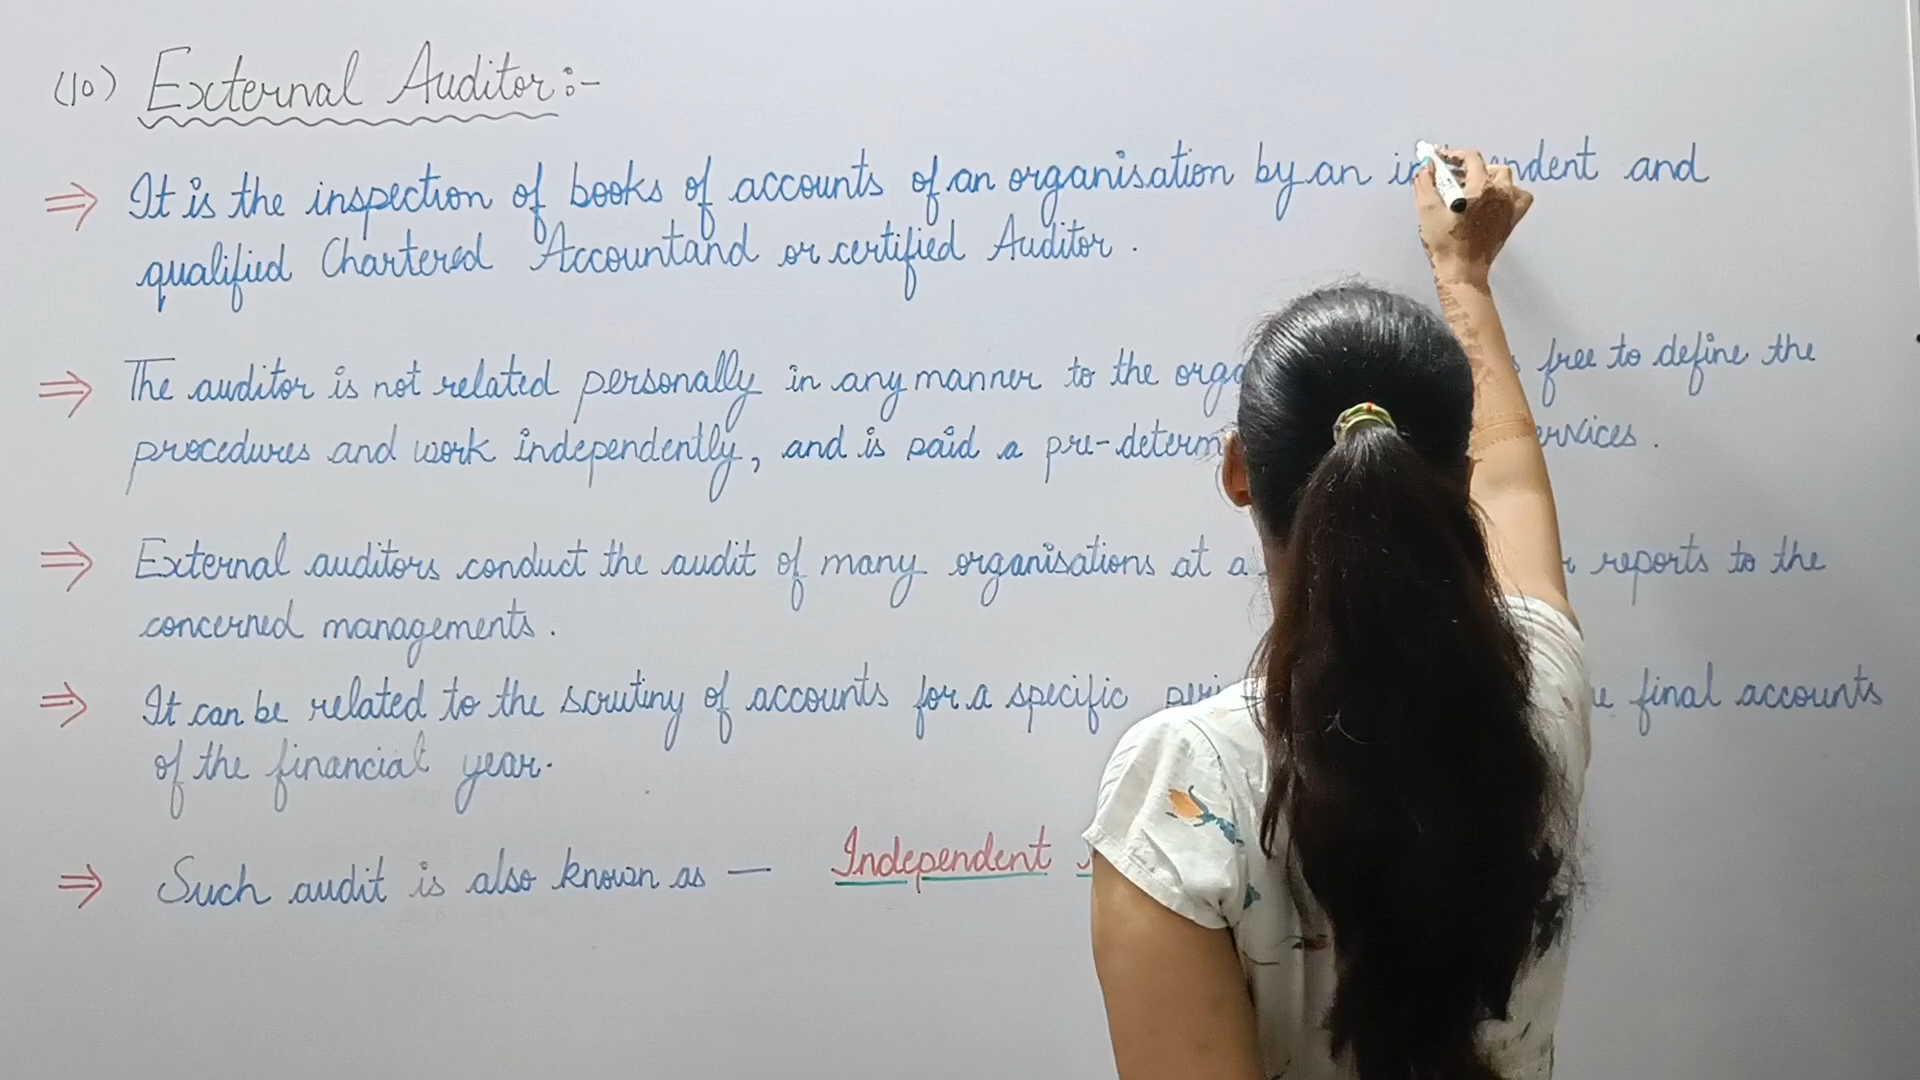 (10) External Auditor:-
⇒ It is the inspection of books of accounts of an organisation by an independent and
qualified Chartered Accountand or certified Auditor.
⇒ The auditor is not related personally in any manner to the free to define the
procedures and work independently, and is paid a
⇒ External auditors conduct the audit of many organisations at a reports to the
concerned managements.
⇒ It can be related to the scrutiny of accounts for a specific final accounts
of the financial year.
⇒ Such audit is also known as — Independent